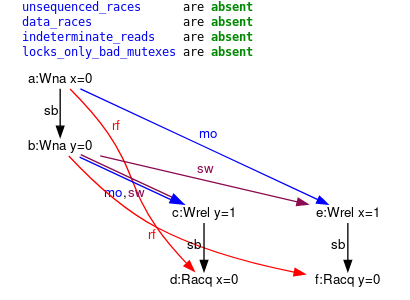 unsequenced_races are absent
data_races are absent
indeterminate_reads are absent
locks_only_bad_mutexes are absent
a:Wna x=0
sb
rf
mo
b:Wna y=0
sw
mo,sw
c:Wrel y=1
e:Wrel x=1
rf
sb
sb
d:Racq x=0
f:Racq y=0